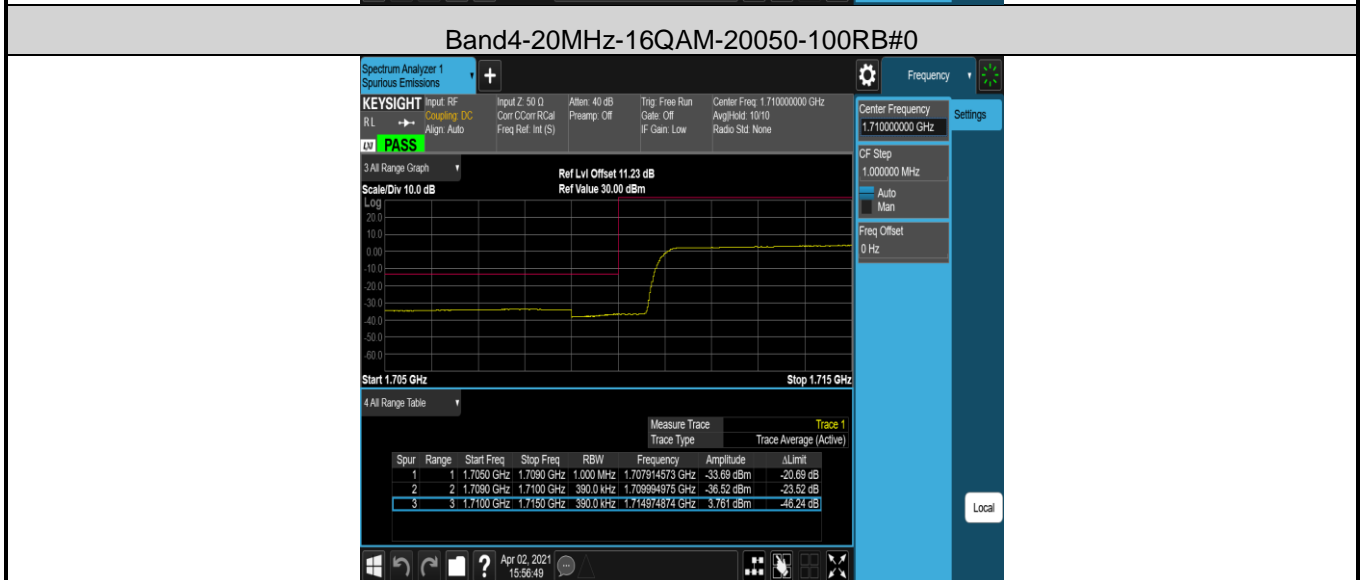 Band4-20MHz-16QAM-20050-100RB#0
Spectrum Analyzer 1
Spurious Emissions
+
Frequency
KEYSIGHT
RL
LXI
PASS
Input: RF
Coupling: DC
Align: Auto
Input Z: 50 Ω
Corr CCorr RCal
Freq Ref: Int (S)
Atten: 40 dB
Preamp: Off
Trig: Free Run
Gate: Off
IF Gain: Low
Center Freq: 1.710000000 GHz
Avg|Hold: 10/10
Radio Std: None
Center Frequency
1.710000000 GHz
Settings
CF Step
1.000000 MHz
Auto
Man
Freq Offset
0 Hz
3 All Range Graph
Ref Lvl Offset 11.23 dB
Scale/Div 10.0 dB
Ref Value 30.00 dBm
Log
20.0
10.0
0.00
-10.0
-20.0
-30.0
-40.0
-50.0
-60.0
Start 1.705 GHz
Stop 1.715 GHz
4 All Range Table
Measure Trace Trace 1
Trace Type Trace Average (Active)
Spur Range Start Freq Stop Freq RBW Frequency Amplitude ΔLimit
1 1 1.7050 GHz 1.7090 GHz 1.000 MHz 1.707914573 GHz -33.69 dBm -20.69 dB
2 2 1.7090 GHz 1.7100 GHz 390.0 kHz 1.709994975 GHz -36.52 dBm -23.52 dB
3 3 1.7100 GHz 1.7150 GHz 390.0 kHz 1.714974874 GHz 3.761 dBm -46.24 dB
Local
?
Apr 02, 2021
15:56:49